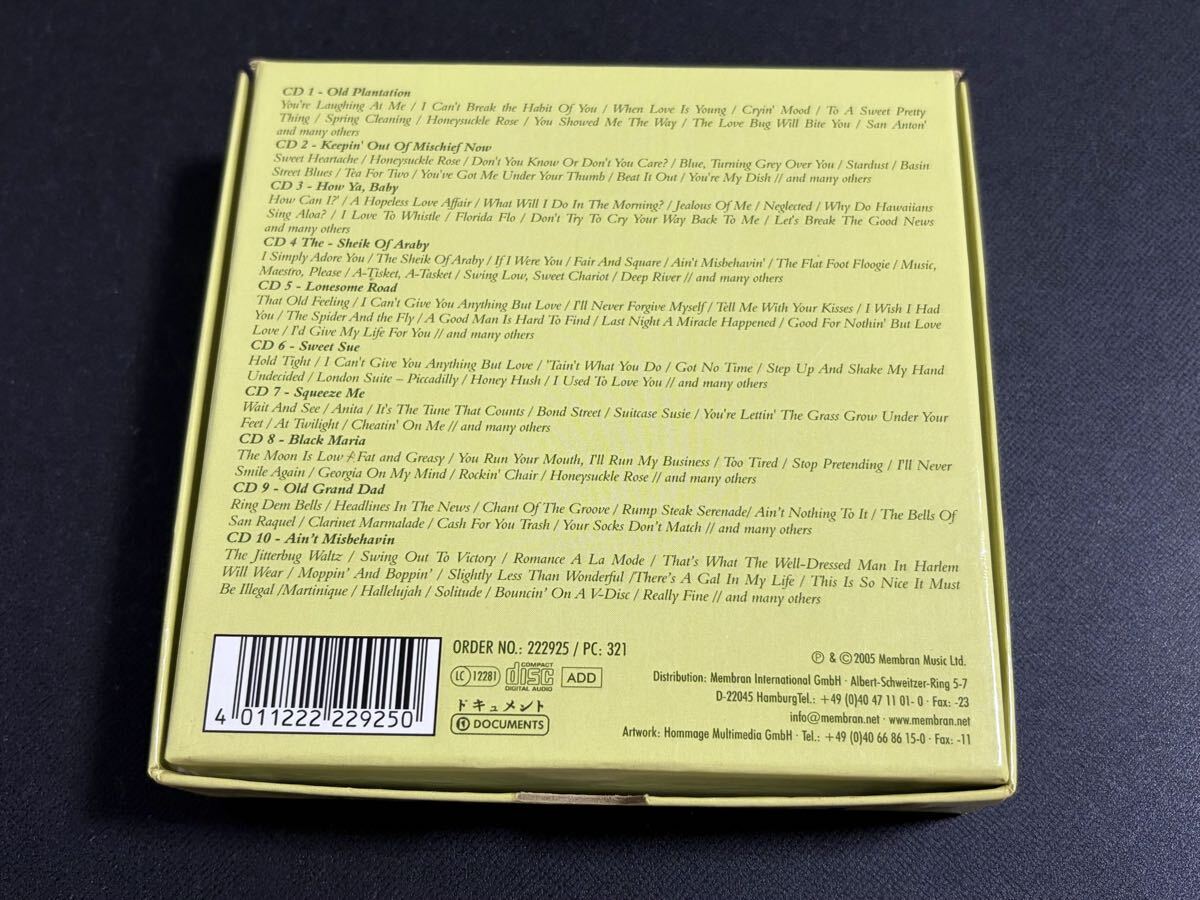 CD 1 - Old Plantation
You're Laughing At Me / I Can't Break the Habit Of You / When Love Is Young / Cryin' Mood / To A Sweet Pretty
Thing / Spring Cleaning / Honeysuckle Rose / You Showed Me The Way / The Love Bug Will Bite You / San Anton'
and many others
CD 2 - Keepin' Out Of Mischief Now
Sweet Heartache / Honeysuckle Rose / Don't You Know Or Don't You Care? / Blue, Turning Grey Over You / Stardust / Basin
Street Blues / Tea For Two / You've Got Me Under Your Thumb / Beat It Out / You're My Dish // and many others
CD 3 - How Ya, Baby
How Can I?' / A Hopeless Love Affair / What Will I Do In The Morning? / Jealous Of Me / Neglected / Why Do Hawaiians
Sing Aloa? / I Love To Whistle / Florida Flo / Don't Try To Cry Your Way Back To Me / Let's Break The Good News
and many others
CD 4 The - Sheik Of Araby
I Simply Adore You / The Sheik Of Araby / If I Were You / Fair And Square / Ain't Misbehavin' / The Flat Foot Floogie / Music,
Maestro, Please / A-Tisket, A-Tasket / Swing Low, Sweet Chariot / Deep River // and many others
CD 5 - Lonesome Road
That Old Feeling / I Can't Give You Anything But Love / I'll Never Forgive Myself / Tell Me With Your Kisses / I Wish I Had
You / The Spider And the Fly / A Good Man Is Hard To Find / Last Night A Miracle Happened / Good For Nothin' But Love
Love / I'd Give My Life For You // and many others
CD 6 - Sweet Sue
Hold Tight / I Can't Give You Anything But Love / 'Tain't What You Do / Got No Time / Step Up And Shake My Hand
Undecided / London Suite – Piccadilly / Honey Hush / I Used To Love You // and many others
CD 7 - Squeeze Me
Wait And See / Anita / It's The Tune That Counts / Bond Street / Suitcase Susie / You're Lettin' The Grass Grow Under Your
Feet / At Twilight / Cheatin' On Me // and many others
CD 8 - Black Maria
The Moon Is Low / Fat and Greasy / You Run Your Mouth, I'll Run My Business / Too Tired / Stop Pretending / I'll Never
Smile Again / Georgia On My Mind / Rockin' Chair / Honeysuckle Rose // and many others
CD 9 - Old Grand Dad
Ring Dem Bells / Headlines In The News / Chant Of The Groove / Rump Steak Serenade/ Ain't Nothing To It / The Bells Of
San Raquel / Clarinet Marmalade / Cash For You Trash / Your Socks Don't Match // and many others
CD 10 - Ain't Misbehavin
The Jitterbug Waltz / Swing Out To Victory / Romance A La Mode / That's What The Well-Dressed Man In Harlem
Will Wear / Moppin' And Boppin' / Slightly Less Than Wonderful /There's A Gal In My Life / This Is So Nice It Must
Be Illegal /Martinique / Hallelujah / Solitude / Bouncin' On A V-Disc / Really Fine // and many others
4 011222 229250
ORDER NO.: 222925 / PC: 321
LC 12281 COMPACT disc DIGITAL AUDIO ADD
ドキュメント
DOCUMENTS
℗ & © 2005 Membran Music Ltd.
Distribution: Membran International GmbH · Albert-Schweitzer-Ring 5-7
D-22045 HamburgTel.: +49 (0)40 47 11 01- 0 · Fax: -23
info@membran.net · www.membran.net
Artwork: Hommage Multimedia GmbH · Tel.: +49 (0)40 66 86 15-0 · Fax: -11